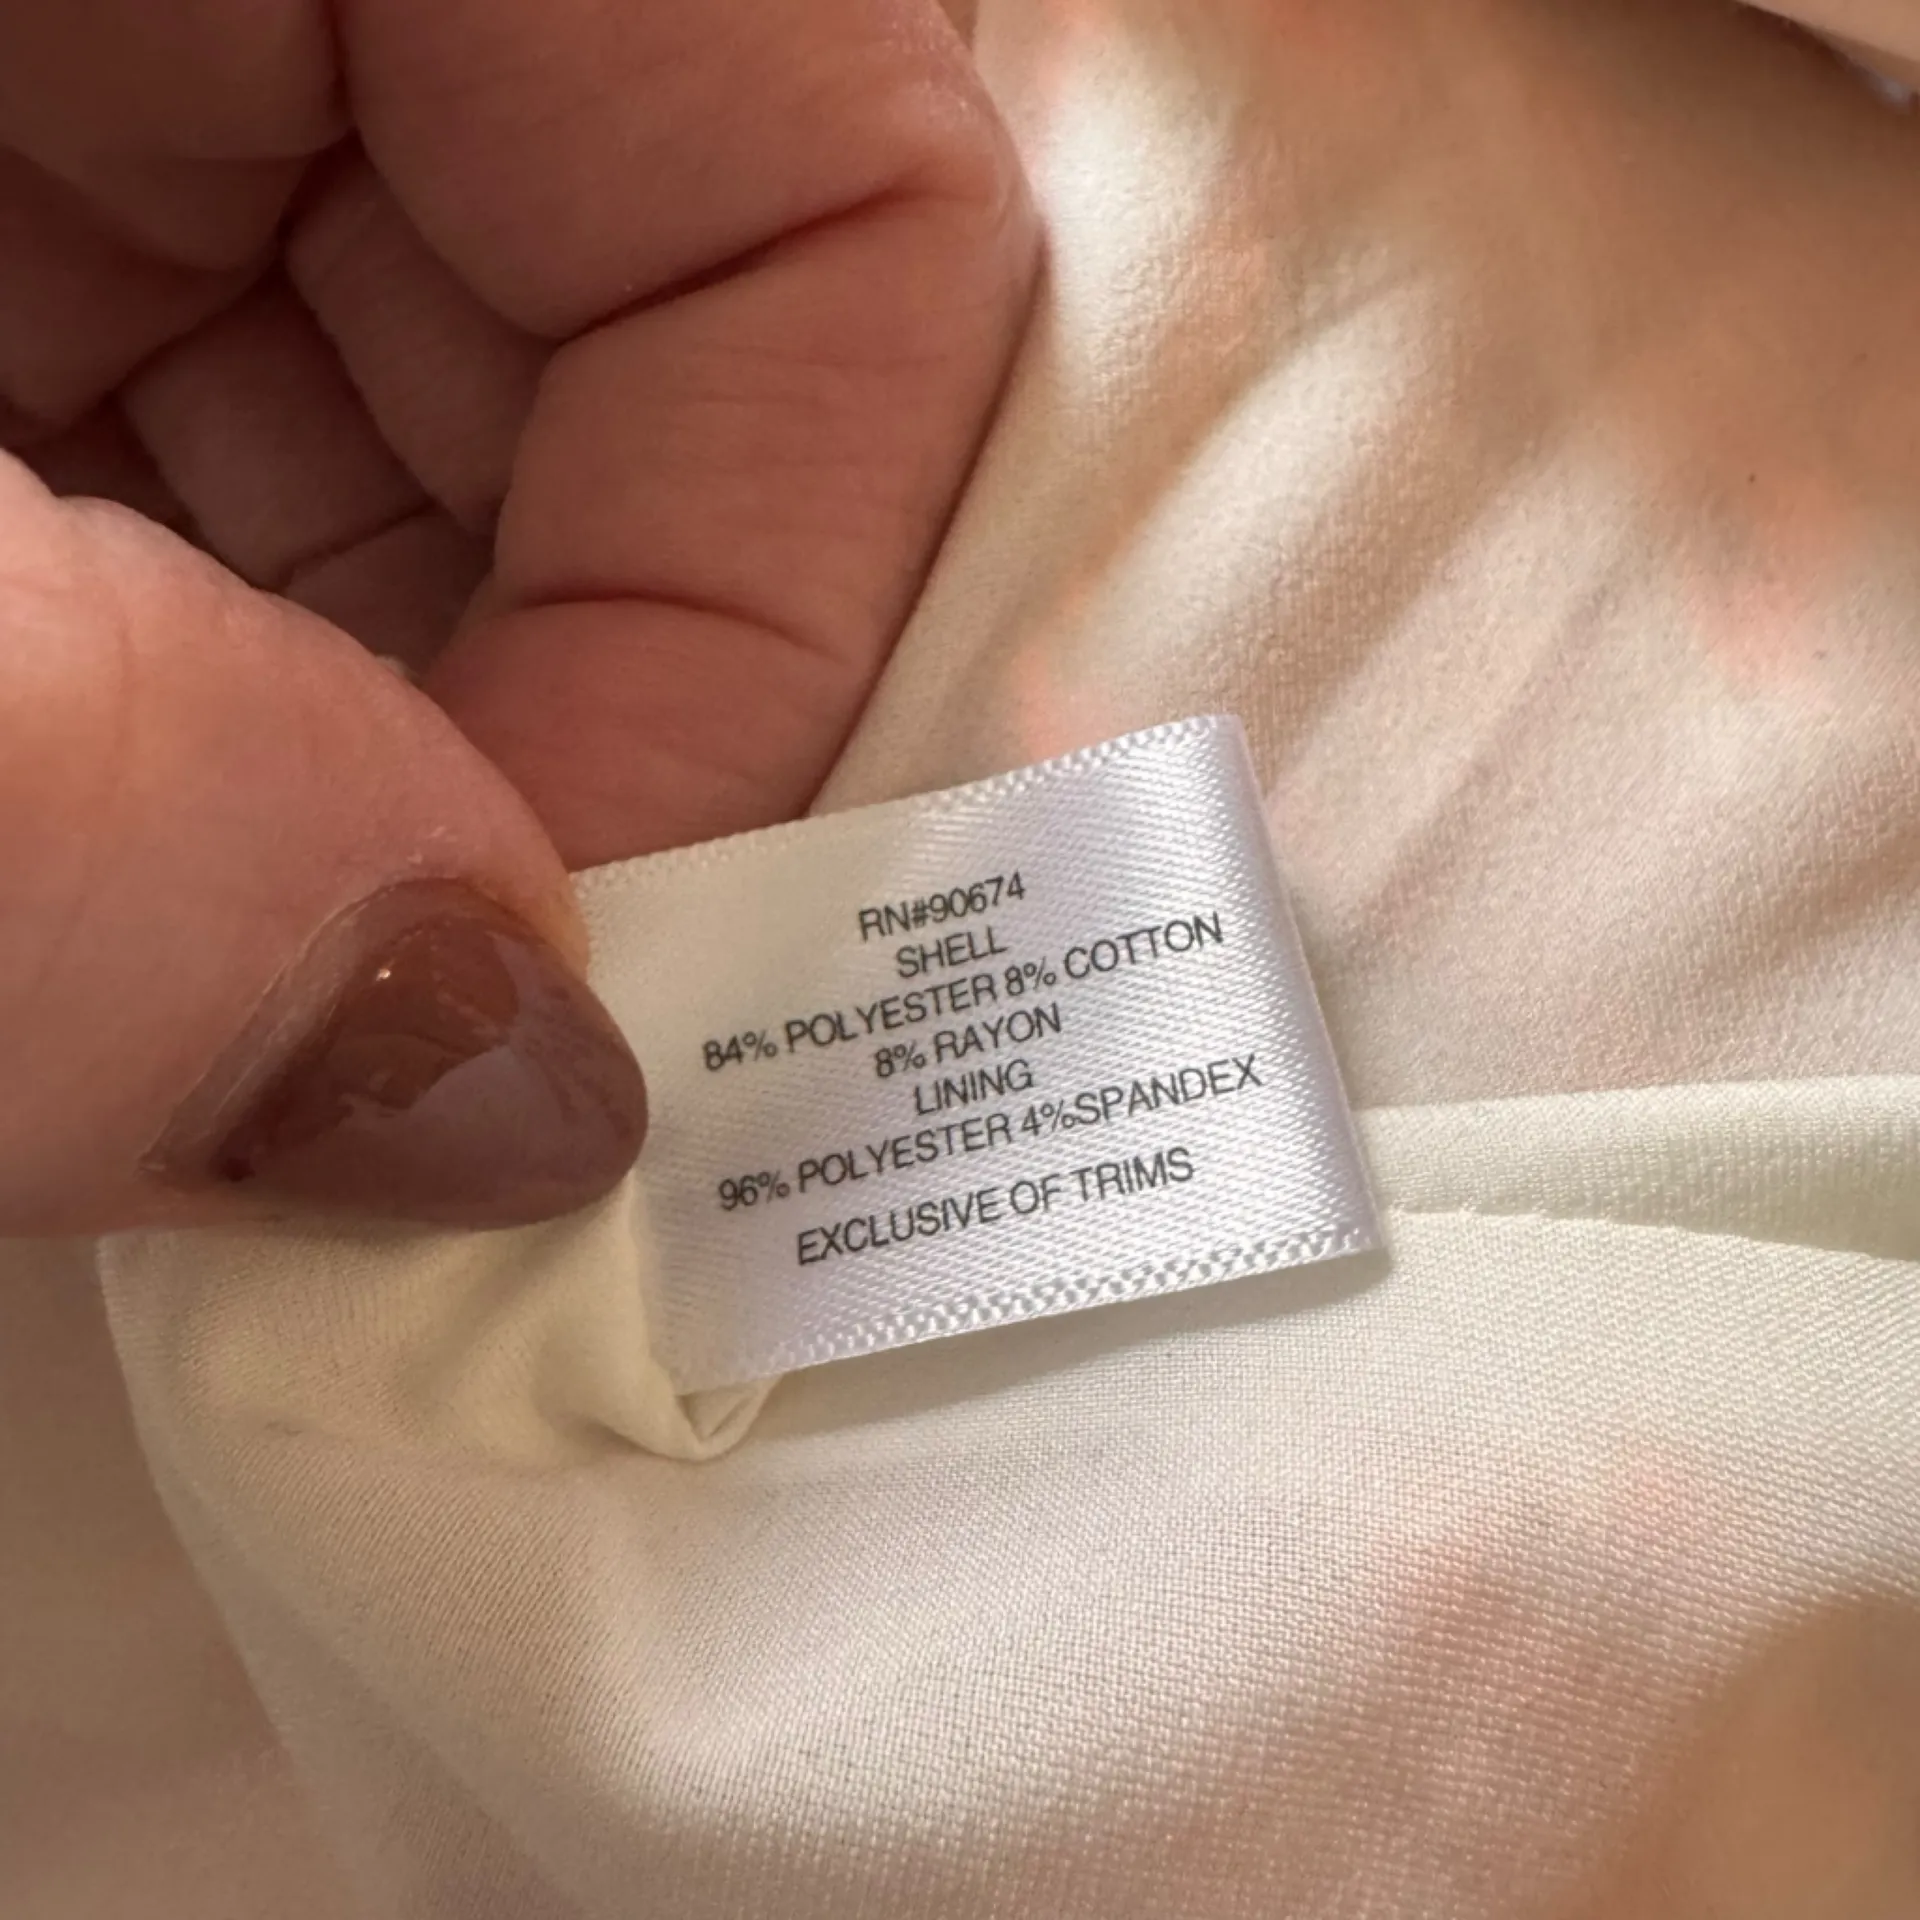 RN#90674
SHELL
84% POLYESTER 8% COTTON
8% RAYON
LINING
96% POLYESTER 4%SPANDEX
EXCLUSIVE OF TRIMS